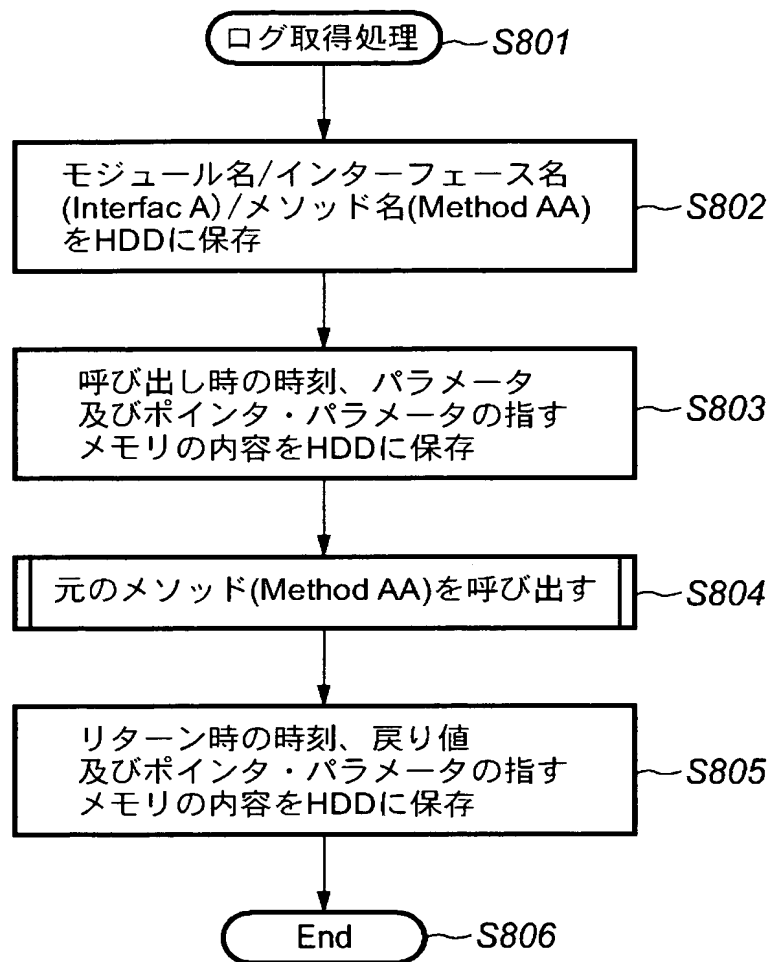 ログ取得処理
S801
モジュール名/インターフェース名
(Interfac A)/メソッド名(Method AA)
をHDDに保存
S802
呼び出し時の時刻、パラメータ
及びポインタ・パラメータの指す
メモリの内容をHDDに保存
S803
元のメソッド(Method AA)を呼び出す
S804
リターン時の時刻、戻り値
及びポインタ・パラメータの指す
メモリの内容をHDDに保存
S805
End
S806